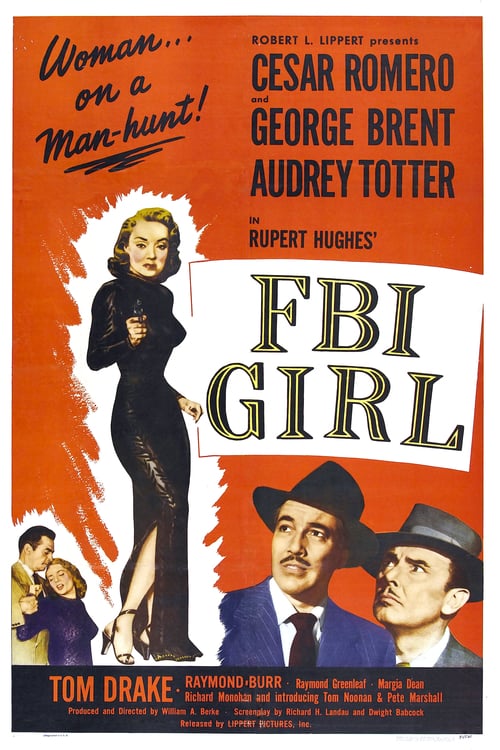 Woman...
on a
Man-hunt!
ROBERT L. LIPPERT presents
CESAR ROMERO
and
GEORGE BRENT
AUDREY TOTTER
IN
RUPERT HUGHES'
FBI
GIRL
TOM DRAKE · RAYMOND BURR · Raymond Greenleaf · Margia Dean
Richard Monohan and introducing Tom Noonan & Pete Marshall
Produced and Directed by William A. Berke · Screenplay by Richard H. Landau and Dwight Babcock
Released by LIPPERT PICTURES, Inc.